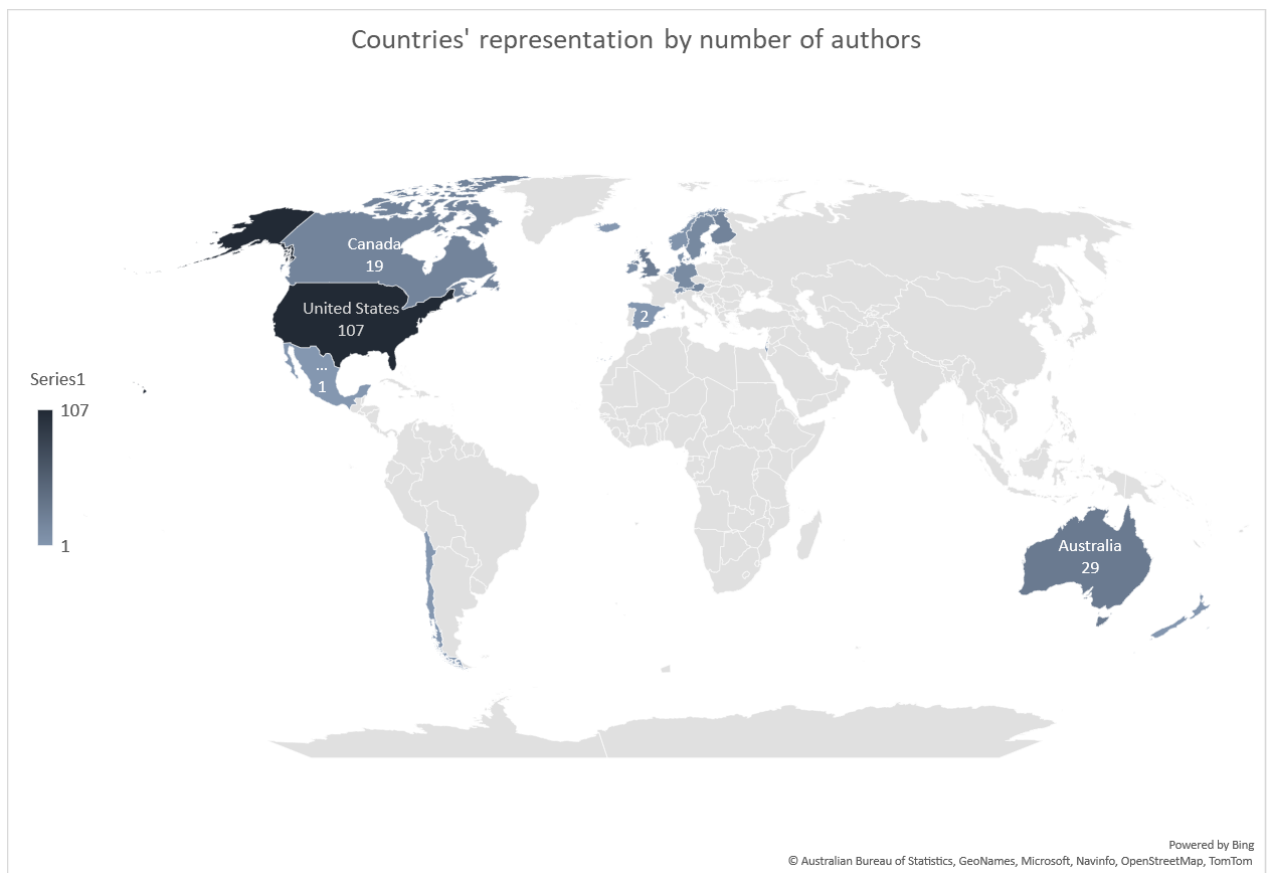 Countries' representation by number of authors
Canada
19
United States
107
...
1
2
Series1
107
1
Australia
29
Powered by Bing
© Australian Bureau of Statistics, GeoNames, Microsoft, Navinfo, OpenStreetMap, TomTom